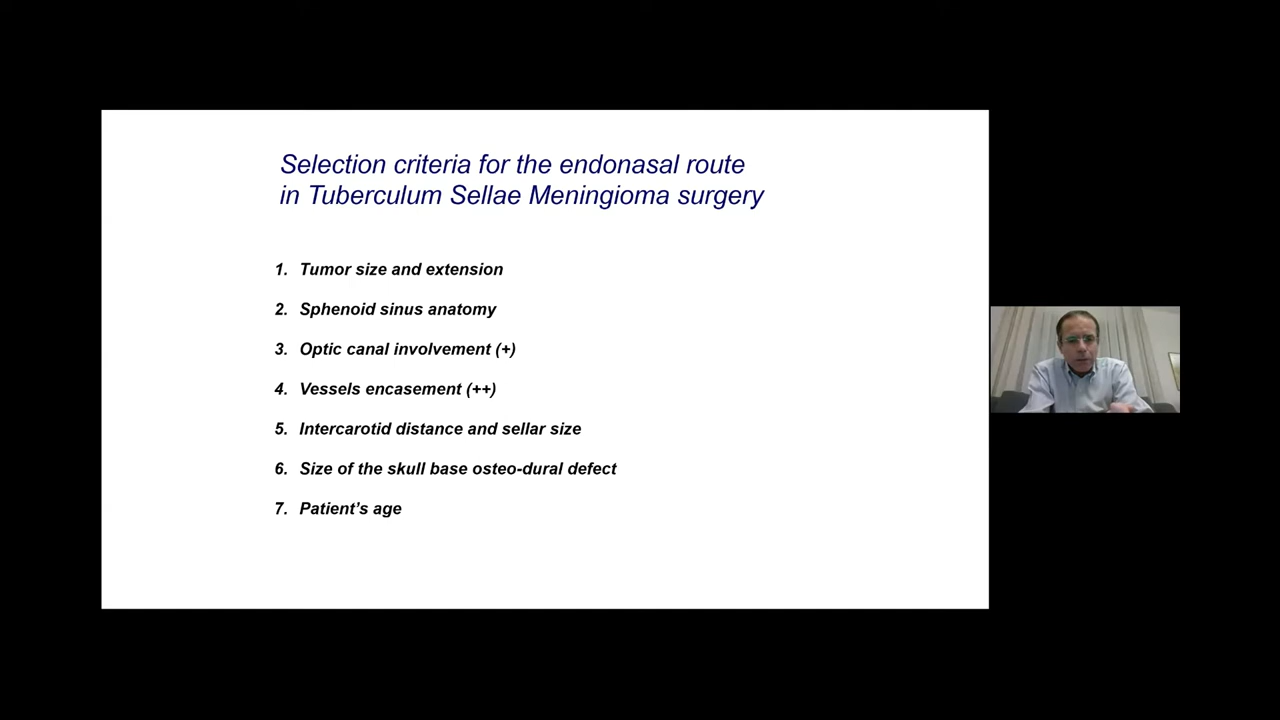 Selection criteria for the endonasal route
in Tuberculum Sellae Meningioma surgery
1. Tumor size and extension
2. Sphenoid sinus anatomy
3. Optic canal involvement (+)
4. Vessels encasement (++)
5. Intercarotid distance and sellar size
6. Size of the skull base osteo-dural defect
7. Patient’s age